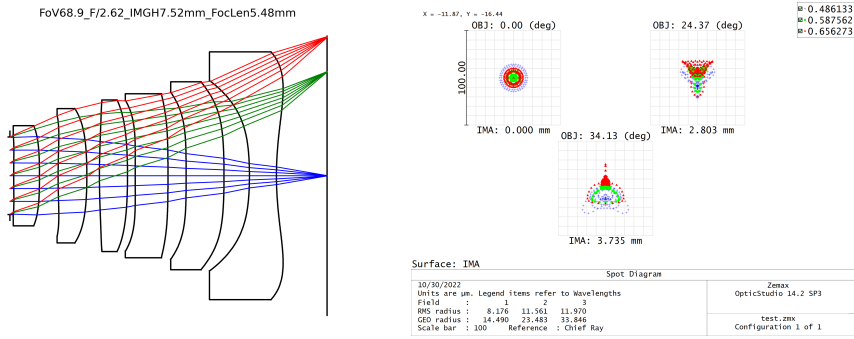 FoV68.9_F/2.62_IMGH7.52mm_FocLen5.48mm
X = -11.87, Y = -16.44
0.486133
0.587562
0.656273
OBJ: 0.00 (deg)
OBJ: 24.37 (deg)
100.00
IMA: 0.000 mm
IMA: 2.803 mm
OBJ: 34.13 (deg)
IMA: 3.735 mm
Surface: IMA
Spot Diagram
10/30/2022
Units are µm. Legend items refer to Wavelengths
Field : 1 2 3
RMS radius : 8.176 11.561 11.970
GEO radius : 14.490 23.483 33.846
Scale bar : 100 Reference : Chief Ray
Zemax
OpticStudio 14.2 SP3
test.zmx
Configuration 1 of 1